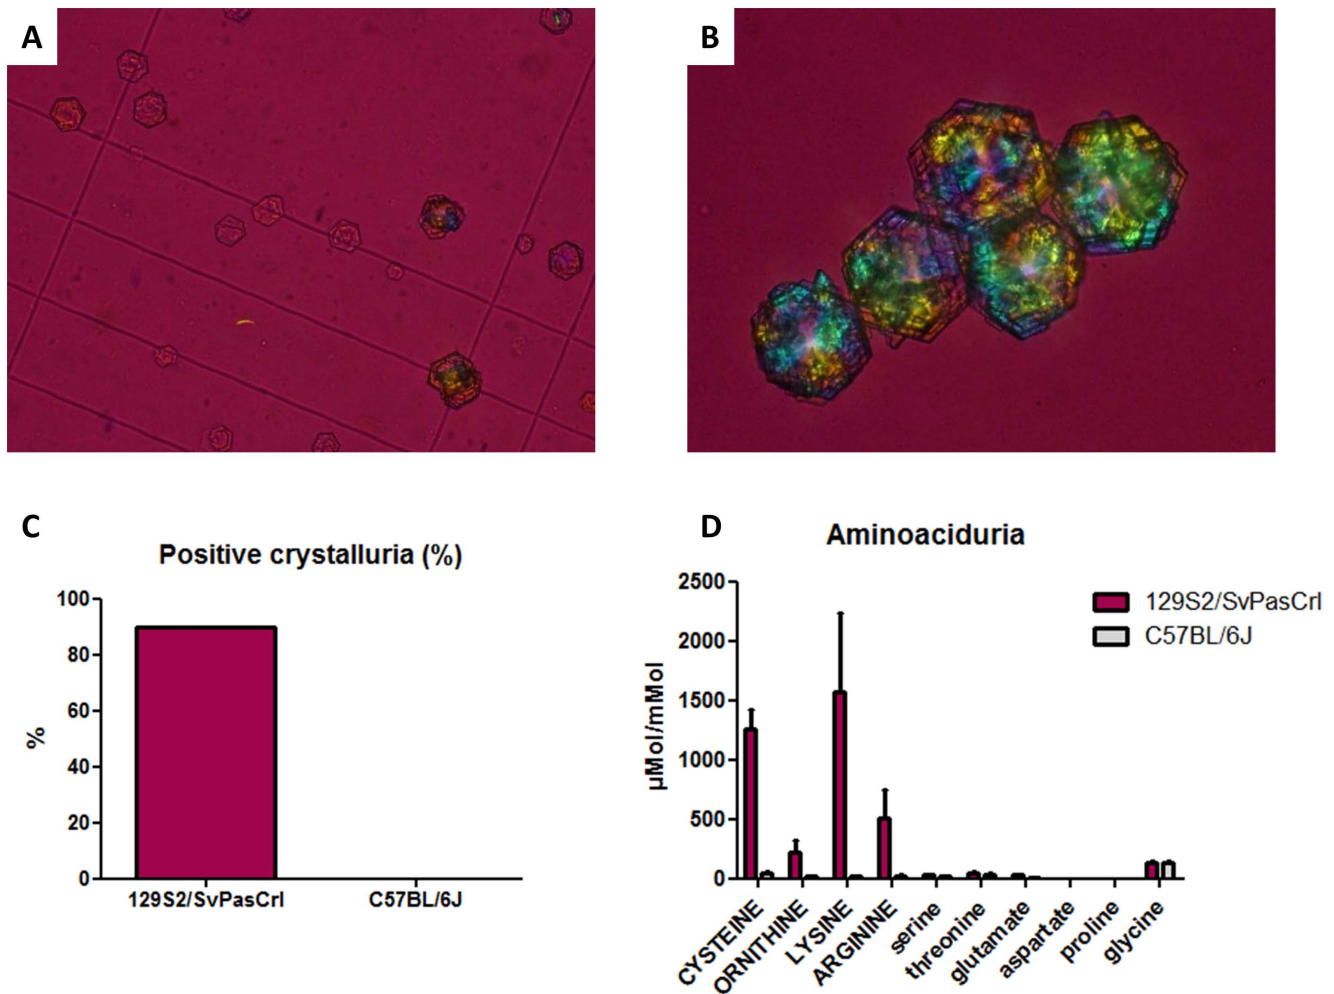 A
B
C
Positive crystalluria (%)
100
80
60
40
20
0
%
129S2/SvPasCrl
C57BL/6J
D
Aminoaciduria
2500
2000
1500
1000
500
0
µMol/mMol
129S2/SvPasCrl
C57BL/6J
CYSTEINE
ORNITHINE
LYSINE
ARGININE
serine
threonine
glutamate
aspartate
proline
glycine